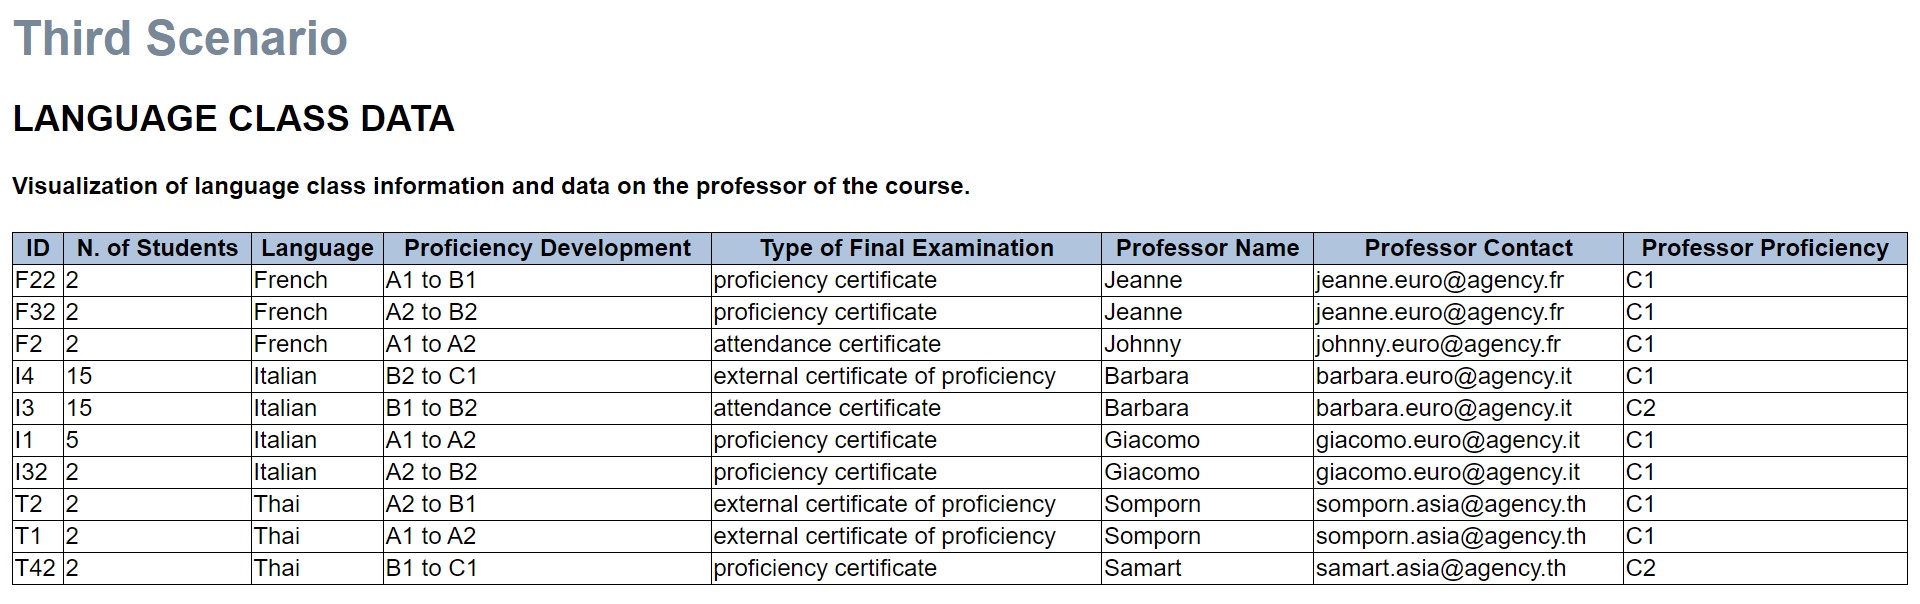 Third Scenario
LANGUAGE CLASS DATA
Visualization of language class information and data on the professor of the course.
ID N. of Students Language Proficiency Development Type of Final Examination Professor Name Professor Contact Professor Proficiency
F22 2 French A1 to B1 proficiency certificate Jeanne jeanne.euro@agency.fr C1
F32 2 French A2 to B2 proficiency certificate Jeanne jeanne.euro@agency.fr C1
F2 2 French A1 to A2 attendance certificate Johnny johnny.euro@agency.fr C1
I4 15 Italian B2 to C1 external certificate of proficiency Barbara barbara.euro@agency.it C1
I3 15 Italian B1 to B2 attendance certificate Barbara barbara.euro@agency.it C2
I1 5 Italian A1 to A2 proficiency certificate Giacomo giacomo.euro@agency.it C1
I32 2 Italian A2 to B2 proficiency certificate Giacomo giacomo.euro@agency.it C1
T2 2 Thai A2 to B1 external certificate of proficiency Somporn somporn.asia@agency.th C1
T1 2 Thai A1 to A2 external certificate of proficiency Somporn somporn.asia@agency.th C1
T42 2 Thai B1 to C1 proficiency certificate Samart samart.asia@agency.th C2